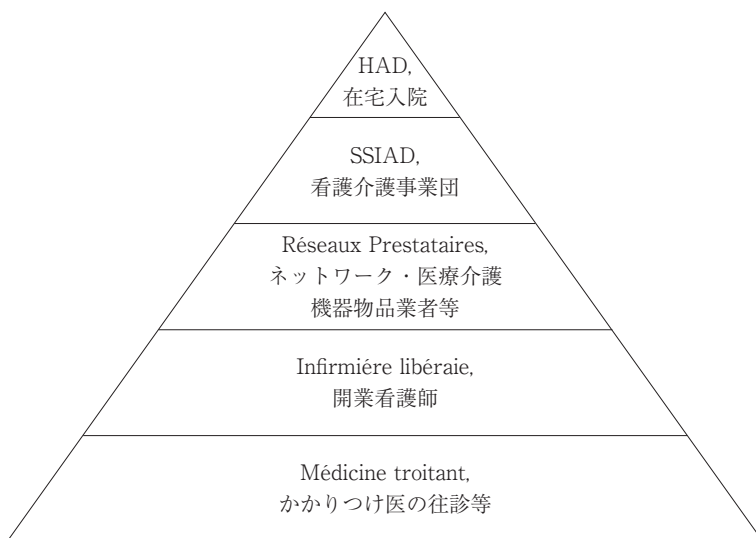 HAD,
在宅入院
SSIAD,
看護介護事業団
Réseaux Prestataires,
ネットワーク・医療介護
機器物品業者等
Infirmiére libéraie,
開業看護師
Médicine troitant,
かかりつけ医の往診等